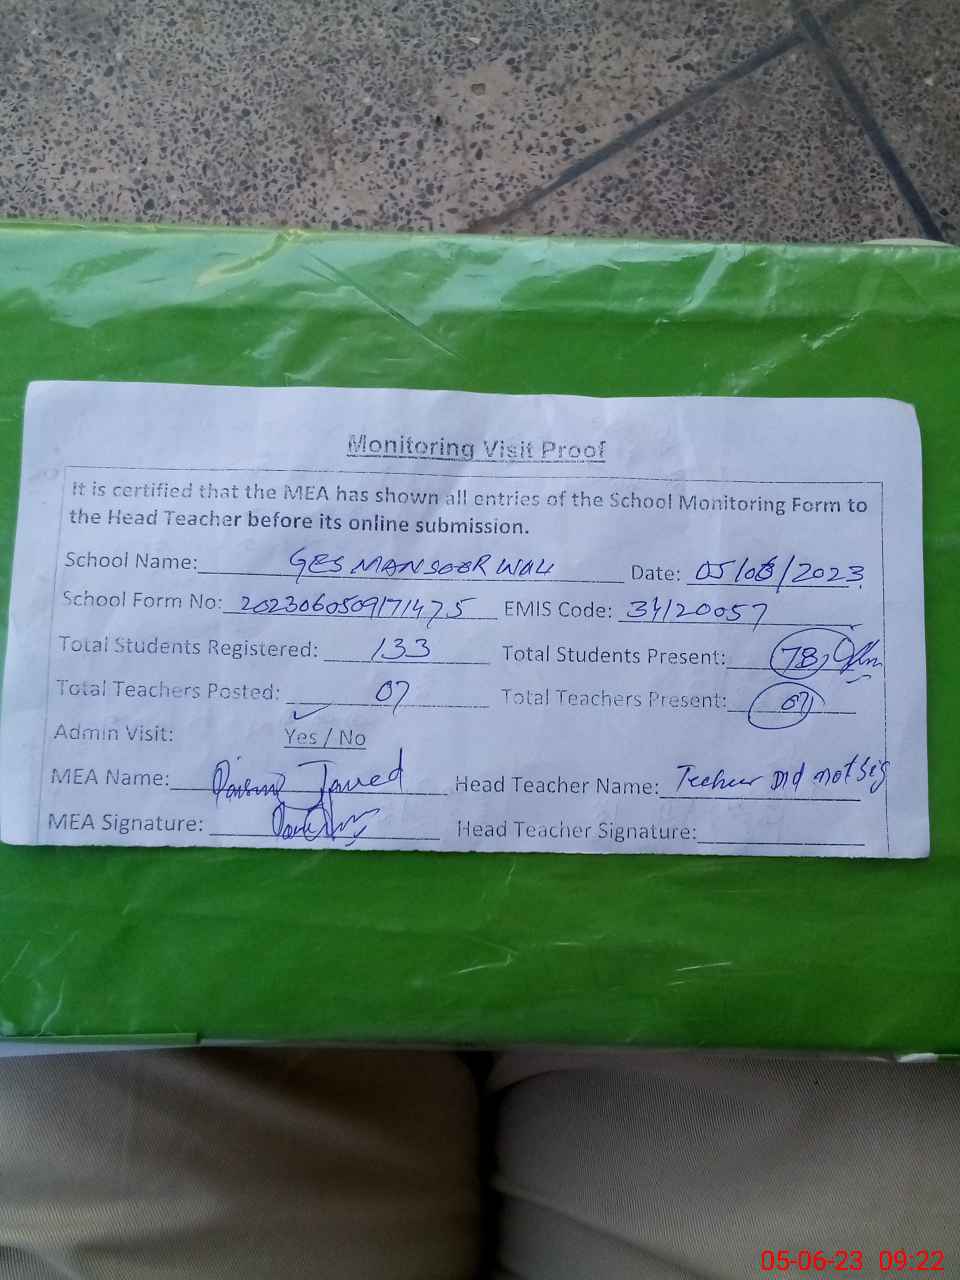 Monitoring Visit Proof
It is certified that the MEA has shown all entries of the School Monitoring Form to
the Head Teacher before its online submission.
School Name: GES MANSOOR WALI Date: 05/06/2023
School Form No: 2023060509171475 EMIS Code: 34120057
Total Students Registered: 133 Total Students Present: 78
Total Teachers Posted: 07 Total Teachers Present: 07
Admin Visit: Yes / No
MEA Name: Javed Head Teacher Name: Teacher Did not Sig
MEA Signature: Head Teacher Signature:
05-06-23 09:22